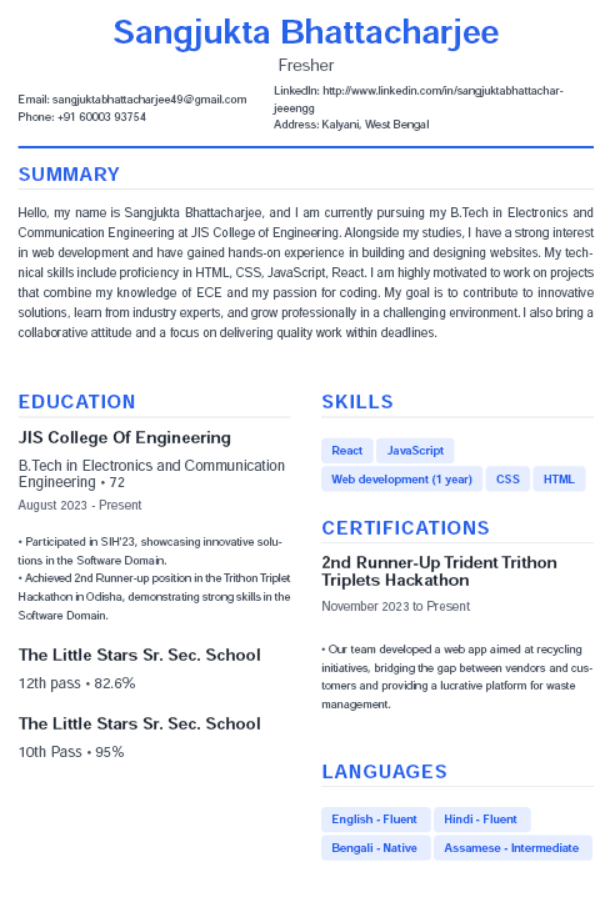 Sangjukta Bhattacharjee
Fresher
Email: sangjuktabhattacharjee49@gmail.com
Phone: +91 60003 93754
LinkedIn: http://www.linkedin.com/in/sangjuktabhattachar-
jeeengg
Address: Kalyani, West Bengal
SUMMARY
Hello, my name is Sangjukta Bhattacharjee, and I am currently pursuing my B.Tech in Electronics and
Communication Engineering at JIS College of Engineering. Alongside my studies, I have a strong interest
in web development and have gained hands-on experience in building and designing websites. My tech-
nical skills include proficiency in HTML, CSS, JavaScript, React. I am highly motivated to work on projects
that combine my knowledge of ECE and my passion for coding. My goal is to contribute to innovative
solutions, learn from industry experts, and grow professionally in a challenging environment. I also bring a
collaborative attitude and a focus on delivering quality work within deadlines.
EDUCATION
JIS College Of Engineering
B.Tech in Electronics and Communication
Engineering • 72
August 2023 - Present
• Participated in SIH'23, showcasing innovative solu-
tions in the Software Domain.
• Achieved 2nd Runner-up position in the Trithon Triplet
Hackathon in Odisha, demonstrating strong skills in the
Software Domain.
The Little Stars Sr. Sec. School
12th pass • 82.6%
The Little Stars Sr. Sec. School
10th Pass • 95%
SKILLS
React JavaScript
Web development (1 year) CSS HTML
CERTIFICATIONS
2nd Runner-Up Trident Trithon
Triplets Hackathon
November 2023 to Present
• Our team developed a web app aimed at recycling
initiatives, bridging the gap between vendors and cus-
tomers and providing a lucrative platform for waste
management.
LANGUAGES
English - Fluent Hindi - Fluent
Bengali - Native Assamese - Intermediate